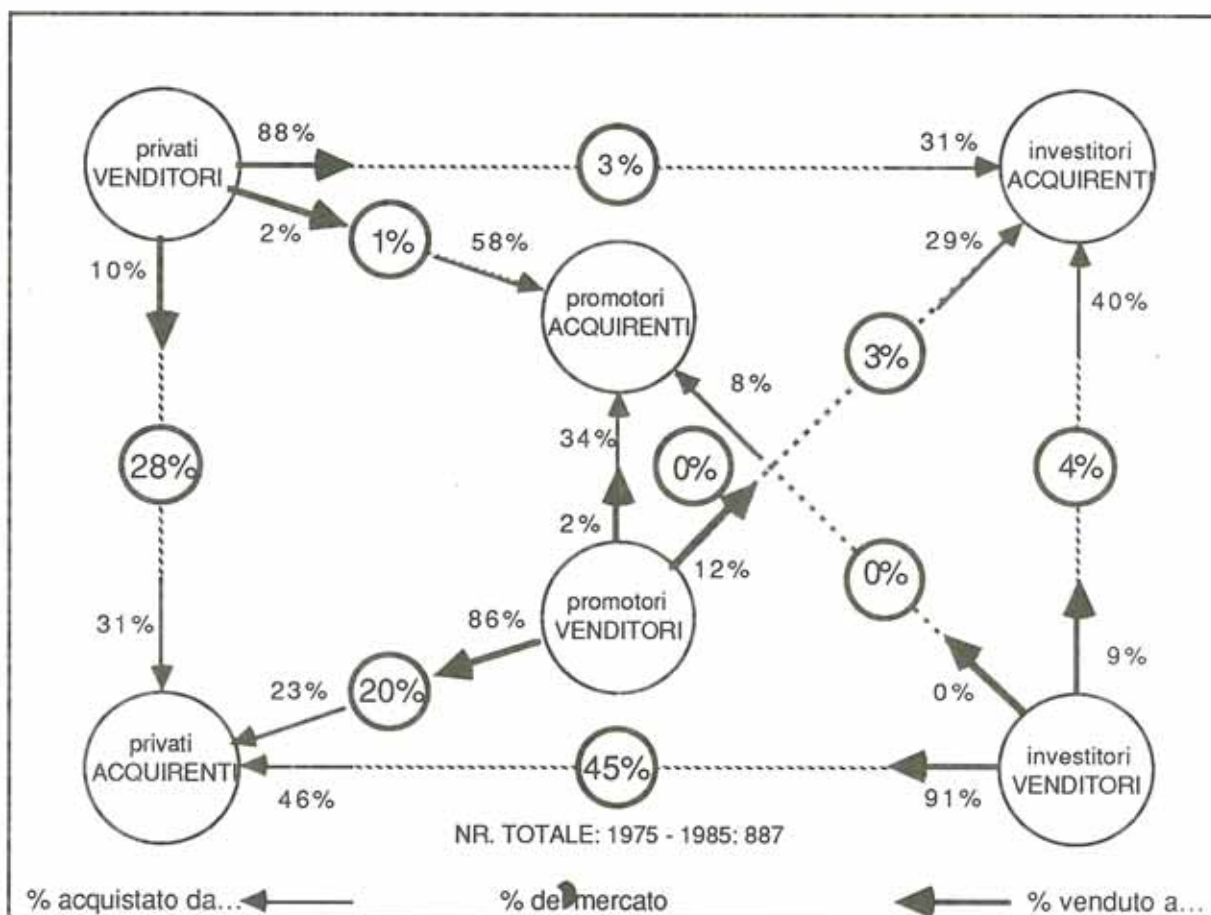 88%
privati
VENDITORI
3%
31%
investitori
ACQUIRENTI
2%
1%
58%
29%
10%
promotori
ACQUIRENTI
40%
3%
8%
34%
28%
0%
4%
2%
12%
0%
promotori
VENDITORI
86%
31%
9%
23%
20%
0%
privati
ACQUIRENTI
investitori
VENDITORI
45%
46%
91%
NR. TOTALE: 1975 - 1985: 887
% acquistato da...
% del mercato
% venduto a...